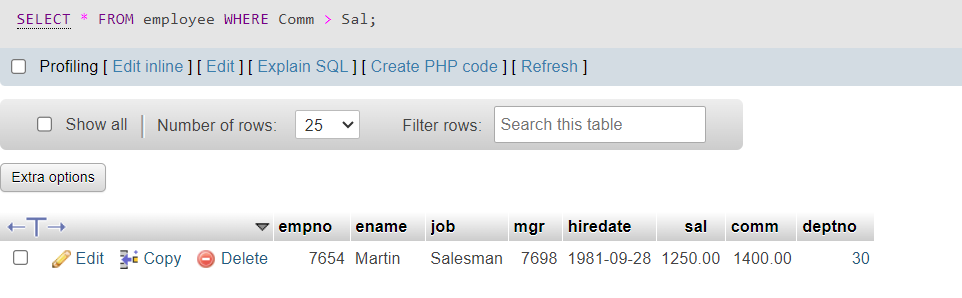 SELECT * FROM employee WHERE Comm > Sal;
Profiling [ Edit inline ] [ Edit ] [ Explain SQL ] [ Create PHP code ] [ Refresh ]
Show all Number of rows: 25 Filter rows: Search this table
Extra options
empno ename job mgr hiredate sal comm deptno
Edit Copy Delete 7654 Martin Salesman 7698 1981-09-28 1250.00 1400.00 30